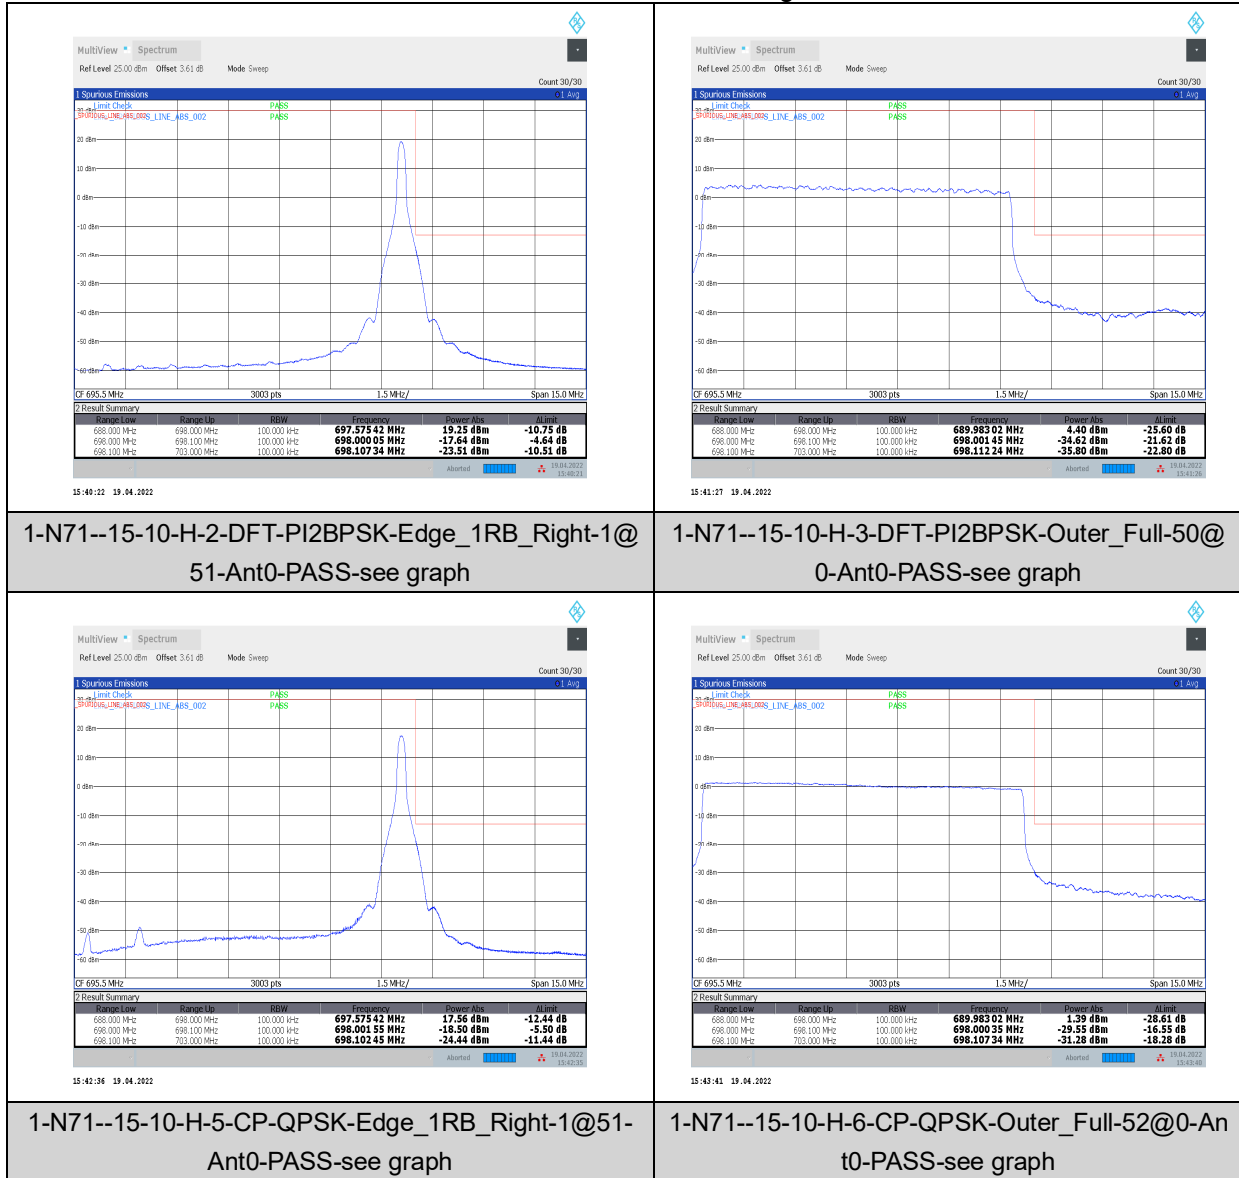 MultiView Spectrum
Ref Level 25.00 dBm Offset 3.61 dB Mode Sweep
Count 30/30
1 Spurious Emissions 1 Avg
Limit Check PASS
_SPURIOUS_LINE_ABS_002 S_LINE_ABS_002 PASS
20 dBm
10 dBm
0 dBm
-10 dBm
-20 dBm
-30 dBm
-40 dBm
-50 dBm
-60 dBm
CF 695.5 MHz 3003 pts 1.5 MHz/ Span 15.0 MHz
2 Result Summary
Range Low Range Up RBW Frequency Power Abs ΔLimit
688.000 MHz 698.000 MHz 100.000 kHz 697.575 42 MHz 19.25 dBm -10.75 dB
698.000 MHz 698.100 MHz 100.000 kHz 698.000 05 MHz -17.64 dBm -4.64 dB
698.100 MHz 703.000 MHz 100.000 kHz 698.107 34 MHz -23.51 dBm -10.51 dB
Aborted 19.04.2022
15:40:21
15:40:22 19.04.2022
MultiView Spectrum
Ref Level 25.00 dBm Offset 3.61 dB Mode Sweep
Count 30/30
1 Spurious Emissions 1 Avg
Limit Check PASS
_SPURIOUS_LINE_ABS_002 S_LINE_ABS_002 PASS
20 dBm
10 dBm
0 dBm
-10 dBm
-20 dBm
-30 dBm
-40 dBm
-50 dBm
-60 dBm
CF 695.5 MHz 3003 pts 1.5 MHz/ Span 15.0 MHz
2 Result Summary
Range Low Range Up RBW Frequency Power Abs ΔLimit
688.000 MHz 698.000 MHz 100.000 kHz 689.983 02 MHz 4.40 dBm -25.60 dB
698.000 MHz 698.100 MHz 100.000 kHz 698.001 45 MHz -34.62 dBm -21.62 dB
698.100 MHz 703.000 MHz 100.000 kHz 698.112 24 MHz -35.80 dBm -22.80 dB
Aborted 19.04.2022
15:41:26
15:41:27 19.04.2022
1-N71--15-10-H-2-DFT-PI2BPSK-Edge_1RB_Right-1@
51-Ant0-PASS-see graph
1-N71--15-10-H-3-DFT-PI2BPSK-Outer_Full-50@
0-Ant0-PASS-see graph
MultiView Spectrum
Ref Level 25.00 dBm Offset 3.61 dB Mode Sweep
Count 30/30
1 Spurious Emissions 1 Avg
Limit Check PASS
_SPURIOUS_LINE_ABS_002 S_LINE_ABS_002 PASS
20 dBm
10 dBm
0 dBm
-10 dBm
-20 dBm
-30 dBm
-40 dBm
-50 dBm
-60 dBm
CF 695.5 MHz 3003 pts 1.5 MHz/ Span 15.0 MHz
2 Result Summary
Range Low Range Up RBW Frequency Power Abs ΔLimit
688.000 MHz 698.000 MHz 100.000 kHz 697.575 42 MHz 17.56 dBm -12.44 dB
698.000 MHz 698.100 MHz 100.000 kHz 698.001 55 MHz -18.50 dBm -5.50 dB
698.100 MHz 703.000 MHz 100.000 kHz 698.102 45 MHz -24.44 dBm -11.44 dB
Aborted 19.04.2022
15:42:35
15:42:36 19.04.2022
MultiView Spectrum
Ref Level 25.00 dBm Offset 3.61 dB Mode Sweep
Count 30/30
1 Spurious Emissions 1 Avg
Limit Check PASS
_SPURIOUS_LINE_ABS_002 S_LINE_ABS_002 PASS
20 dBm
10 dBm
0 dBm
-10 dBm
-20 dBm
-30 dBm
-40 dBm
-50 dBm
-60 dBm
CF 695.5 MHz 3003 pts 1.5 MHz/ Span 15.0 MHz
2 Result Summary
Range Low Range Up RBW Frequency Power Abs ΔLimit
688.000 MHz 698.000 MHz 100.000 kHz 689.983 02 MHz 1.39 dBm -28.61 dB
698.000 MHz 698.100 MHz 100.000 kHz 698.000 35 MHz -29.55 dBm -16.55 dB
698.100 MHz 703.000 MHz 100.000 kHz 698.107 34 MHz -31.28 dBm -18.28 dB
Aborted 19.04.2022
15:43:40
15:43:41 19.04.2022
1-N71--15-10-H-5-CP-QPSK-Edge_1RB_Right-1@51-
Ant0-PASS-see graph
1-N71--15-10-H-6-CP-QPSK-Outer_Full-52@0-An
t0-PASS-see graph